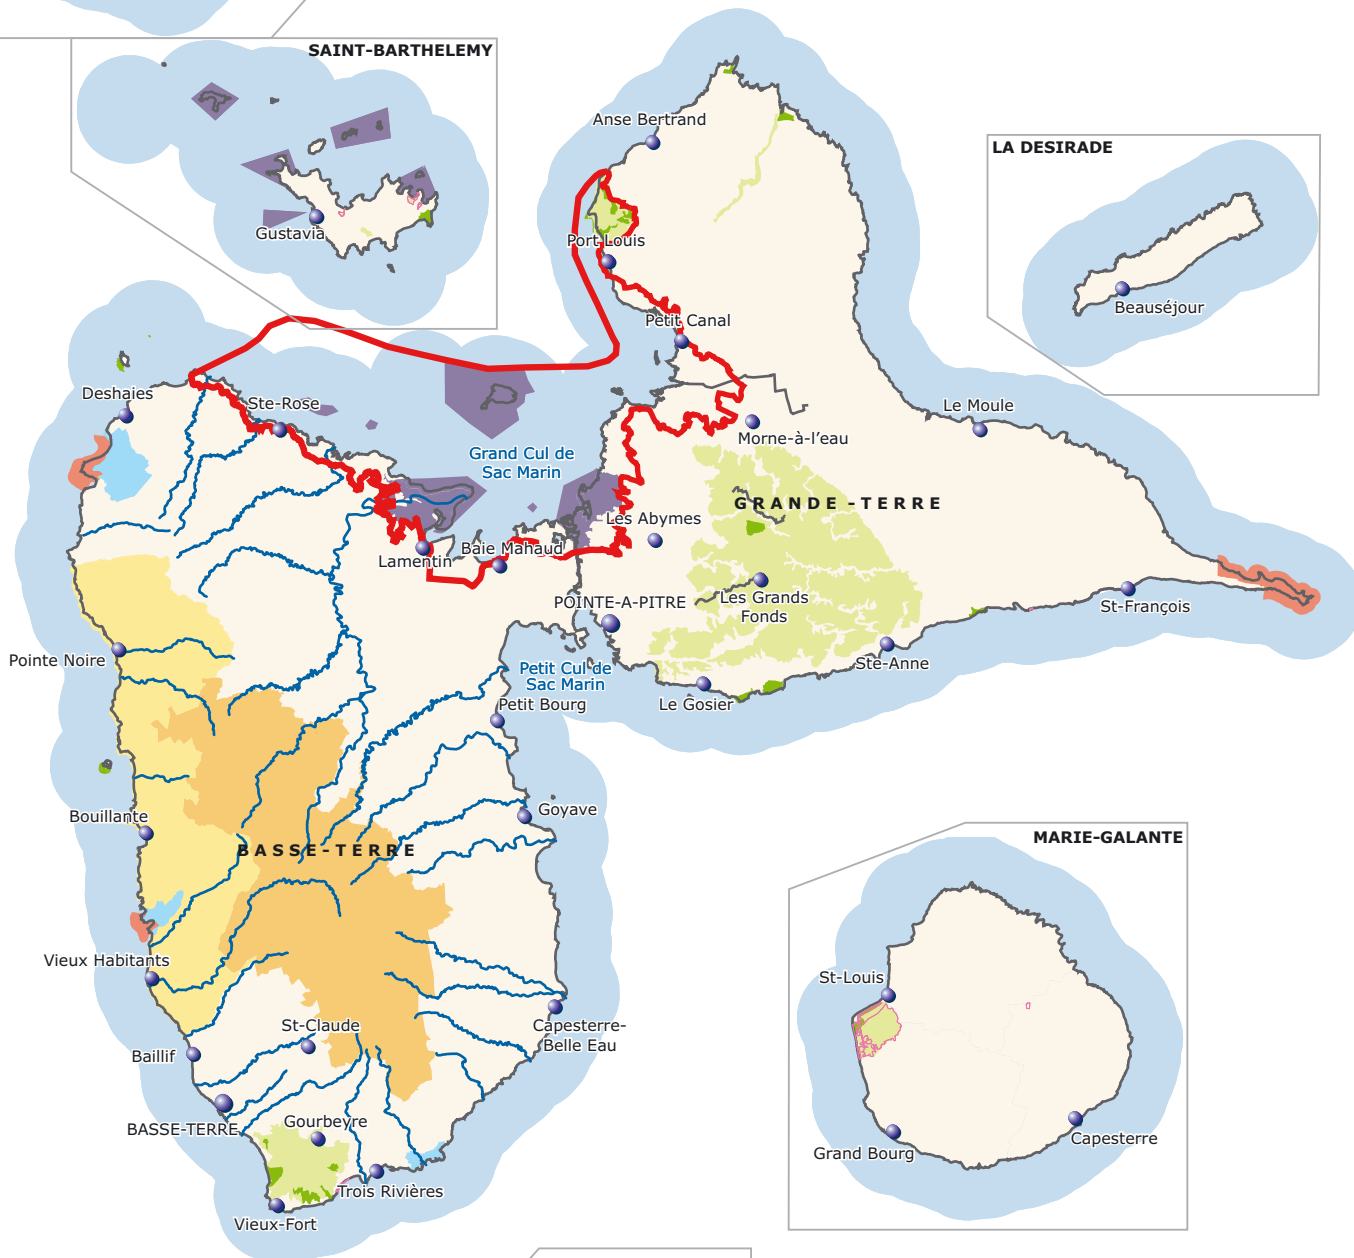 SAINT-BARTHELEMY
Gustavia
Anse Bertrand
LA DESIRADE
Beauséjour
Port Louis
Petit Canal
Deshaies
Ste-Rose
Le Moule
Morne-à-l'eau
Grand Cul de
Sac Marin
GRANDE-TERRE
Les Abymes
Baie Mahaud
Lamentin
POINTE-A-PITRE
Les Grands
Fonds
St-François
Pointe Noire
Ste-Anne
Petit Cul de
Sac Marin
Petit Bourg
Le Gosier
Bouillante
Goyave
BASSE-TERRE
MARIE-GALANTE
Vieux Habitants
St-Louis
St-Claude
Capesterre-
Belle Eau
Baillif
BASSE-TERRE
Gourbeyre
Grand Bourg
Capesterre
Trois Rivières
Vieux-Fort